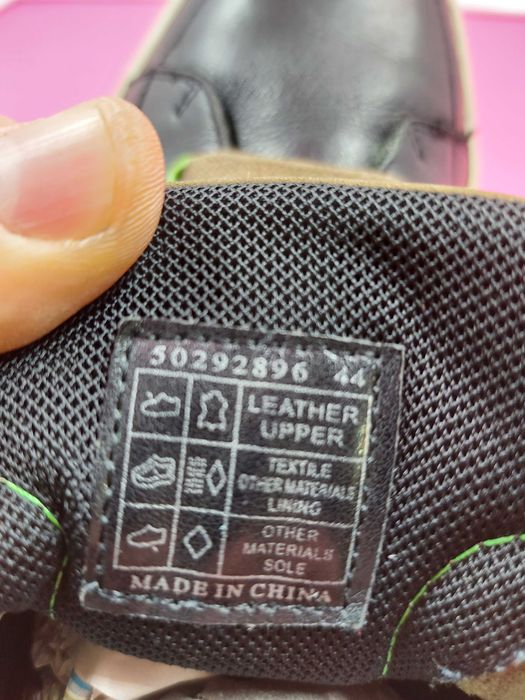 50292896 44
LEATHER
UPPER
TEXTILE
OTHER MATERIALS
LINING
OTHER
MATERIALS
SOLE
MADE IN CHINA